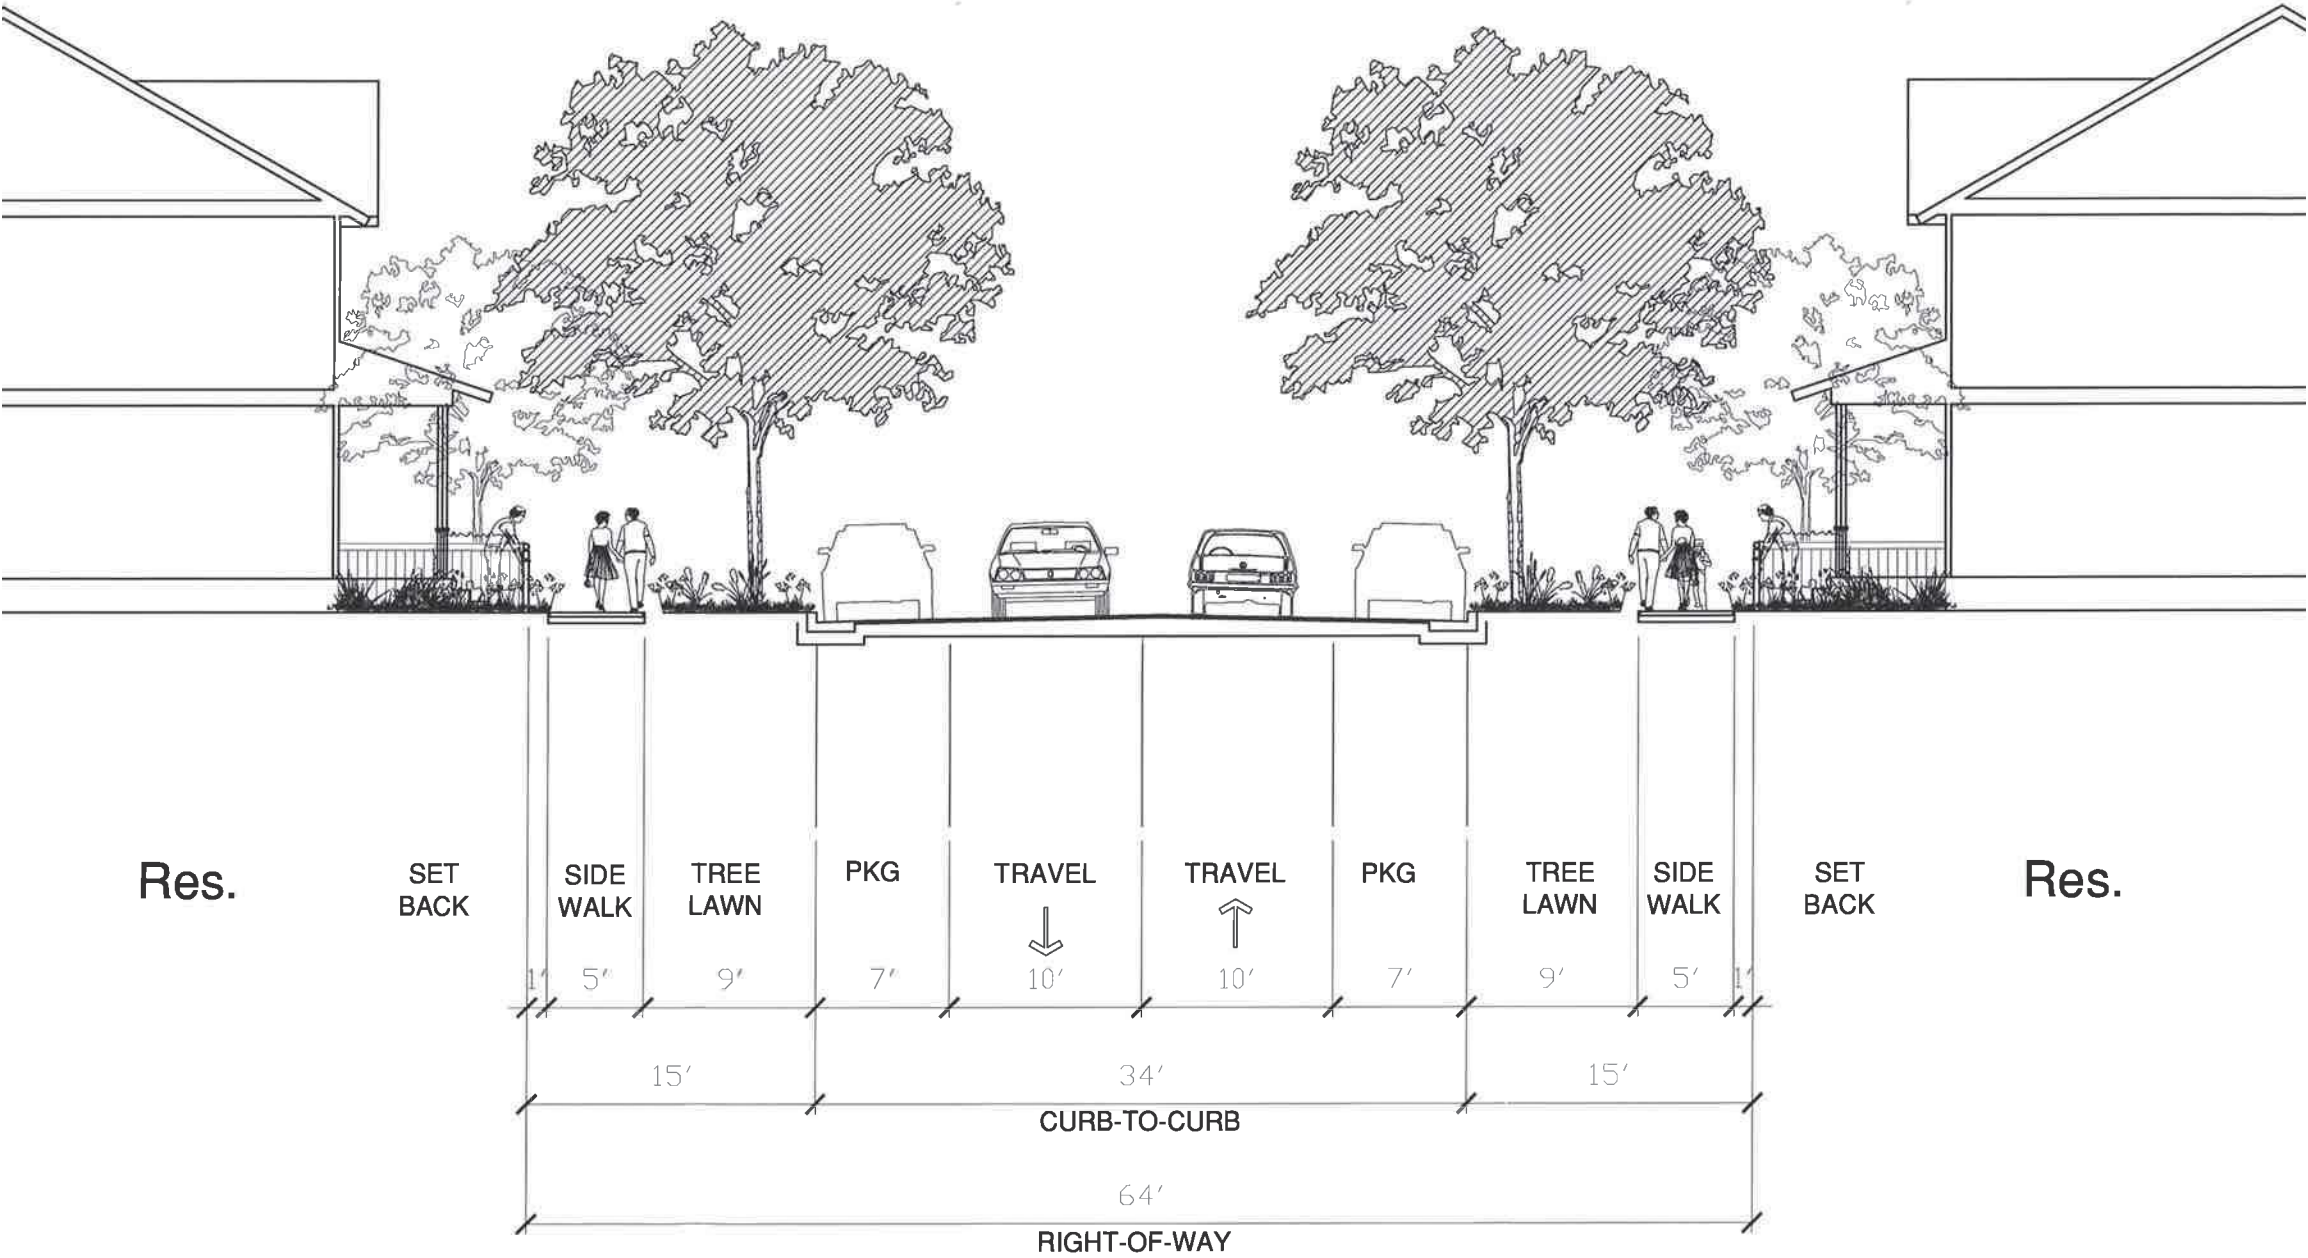 Res.
SET
BACK
SIDE
WALK
TREE
LAWN
PKG
TRAVEL
TRAVEL
PKG
TREE
LAWN
SIDE
WALK
SET
BACK
Res.
1' 5' 9' 7' 10' 10' 7' 9' 5' 1'
15' 34' 15'
CURB-TO-CURB
64'
RIGHT-OF-WAY